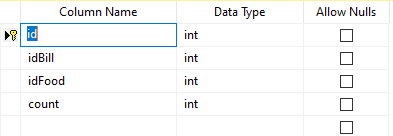 Column Name Data Type Allow Nulls
id int
idBill int
idFood int
count int